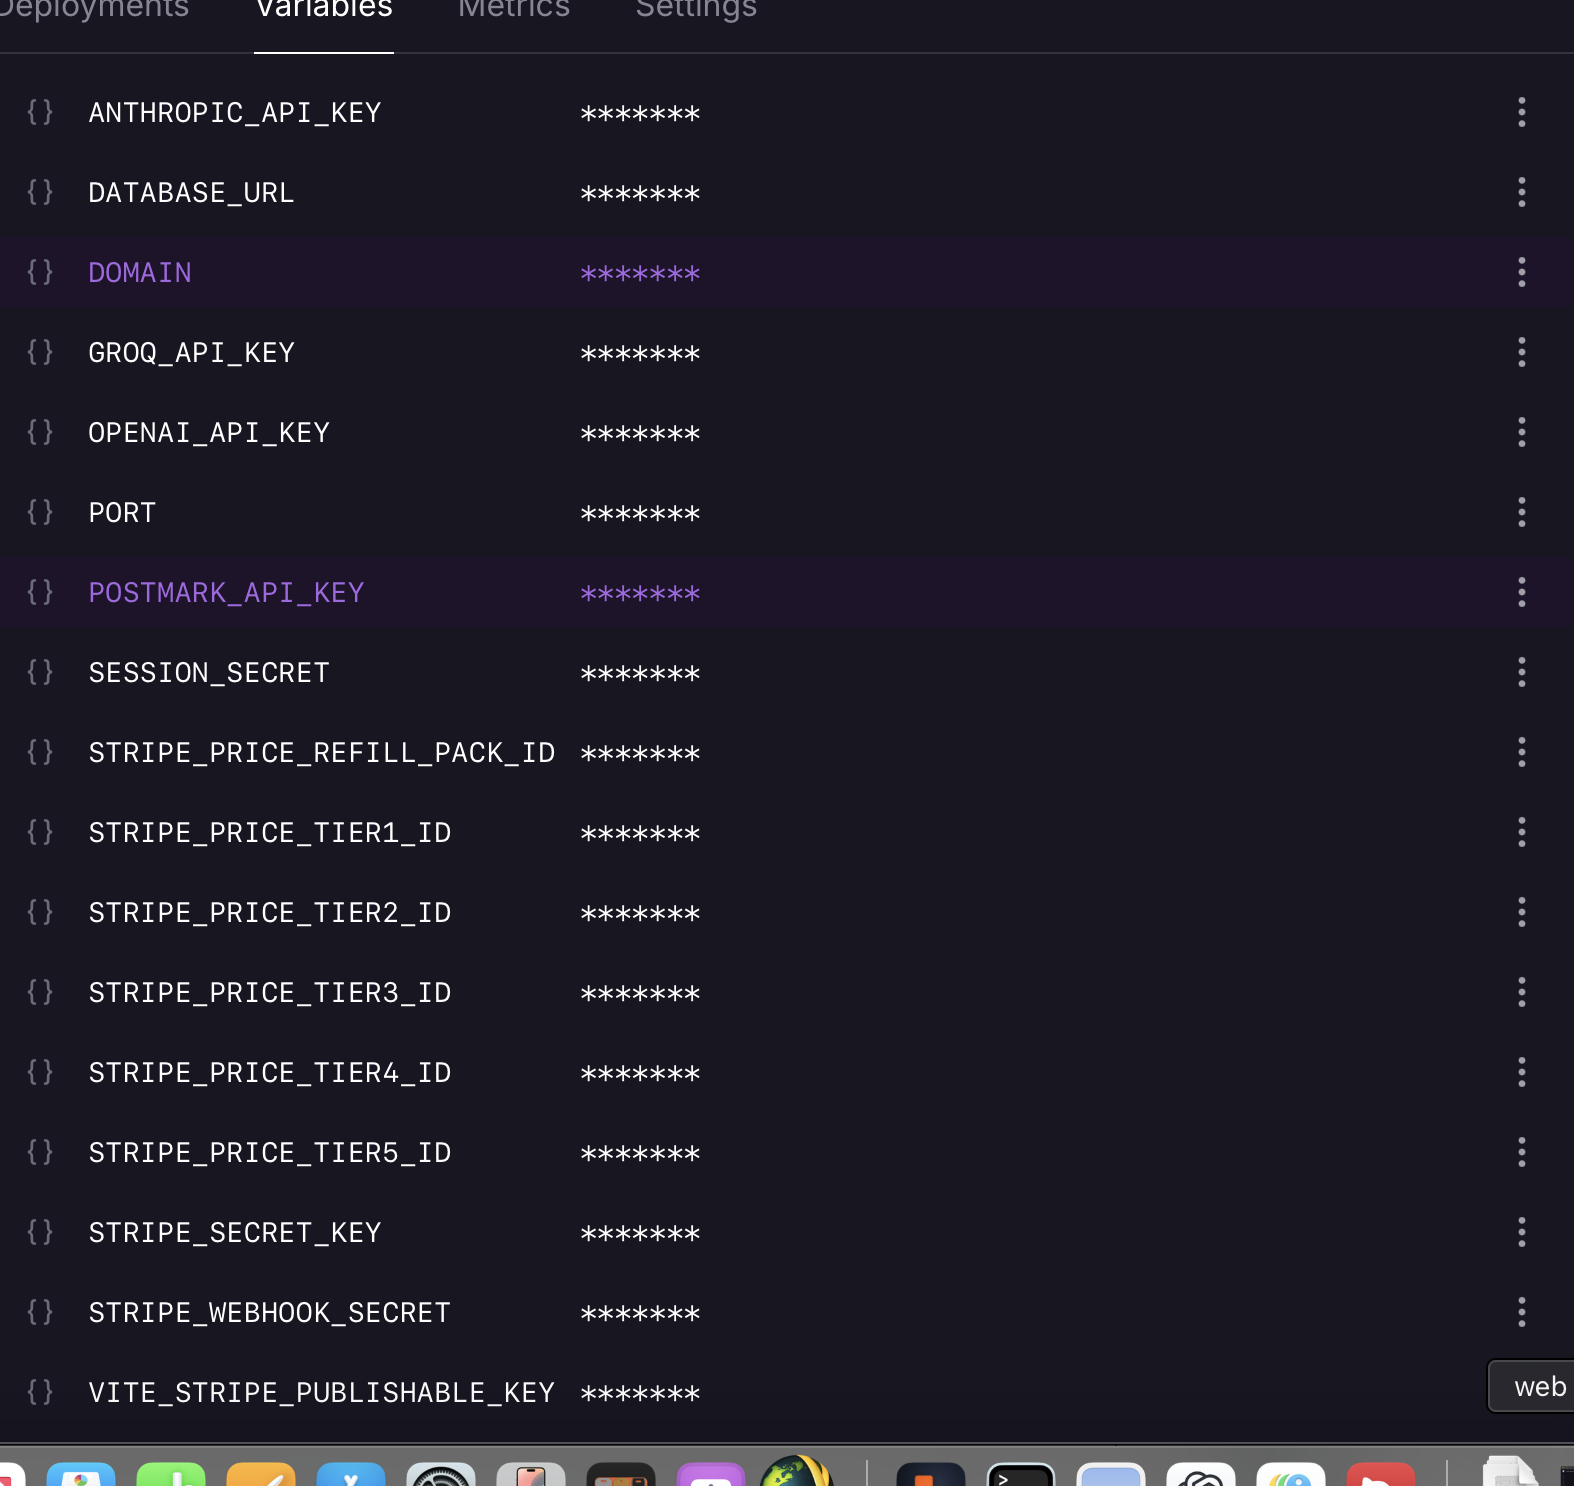 Deployments Variables Metrics Settings
{} ANTHROPIC_API_KEY *******
{} DATABASE_URL *******
{} DOMAIN *******
{} GROQ_API_KEY *******
{} OPENAI_API_KEY *******
{} PORT *******
{} POSTMARK_API_KEY *******
{} SESSION_SECRET *******
{} STRIPE_PRICE_REFILL_PACK_ID *******
{} STRIPE_PRICE_TIER1_ID *******
{} STRIPE_PRICE_TIER2_ID *******
{} STRIPE_PRICE_TIER3_ID *******
{} STRIPE_PRICE_TIER4_ID *******
{} STRIPE_PRICE_TIER5_ID *******
{} STRIPE_SECRET_KEY *******
{} STRIPE_WEBHOOK_SECRET *******
{} VITE_STRIPE_PUBLISHABLE_KEY *******
web